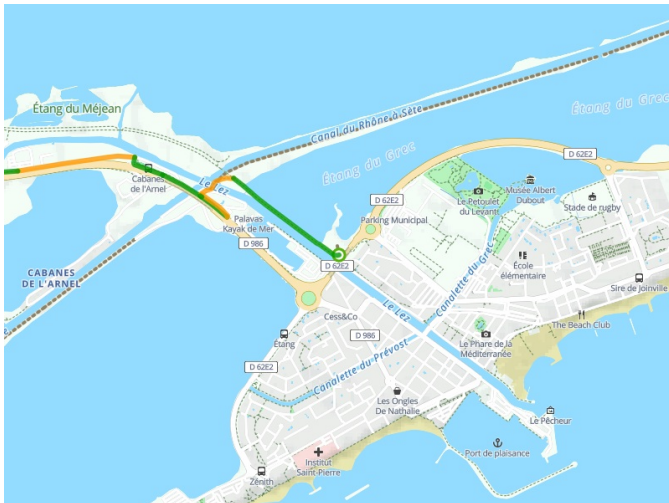 Étang du Méjean
Canal du Rhône à Sète
Étang du Grec
Étang du Grec
Cabanes
de l'Arnel
Le Lez
D 62E2
Musée Albert
Dubout
Le Petoulet
du Levant
Stade de rugby
D 62E2
Parking Municipal
Palavas
Kayak de Mer
D 986
Canalette du Grec
École
élémentaire
D 62E2
CABANES
DE L'ARNEL
Sire de Joinville
Le Lez
Cess&Co
The Beach Club
D 986
Étang
Le Phare de la
Méditerranée
D 62E2
Canalette du Prévost
Les Ongles
De Nathalie
Le Pêcheur
Port de plaisance
Institut
Saint-Pierre
Zénith